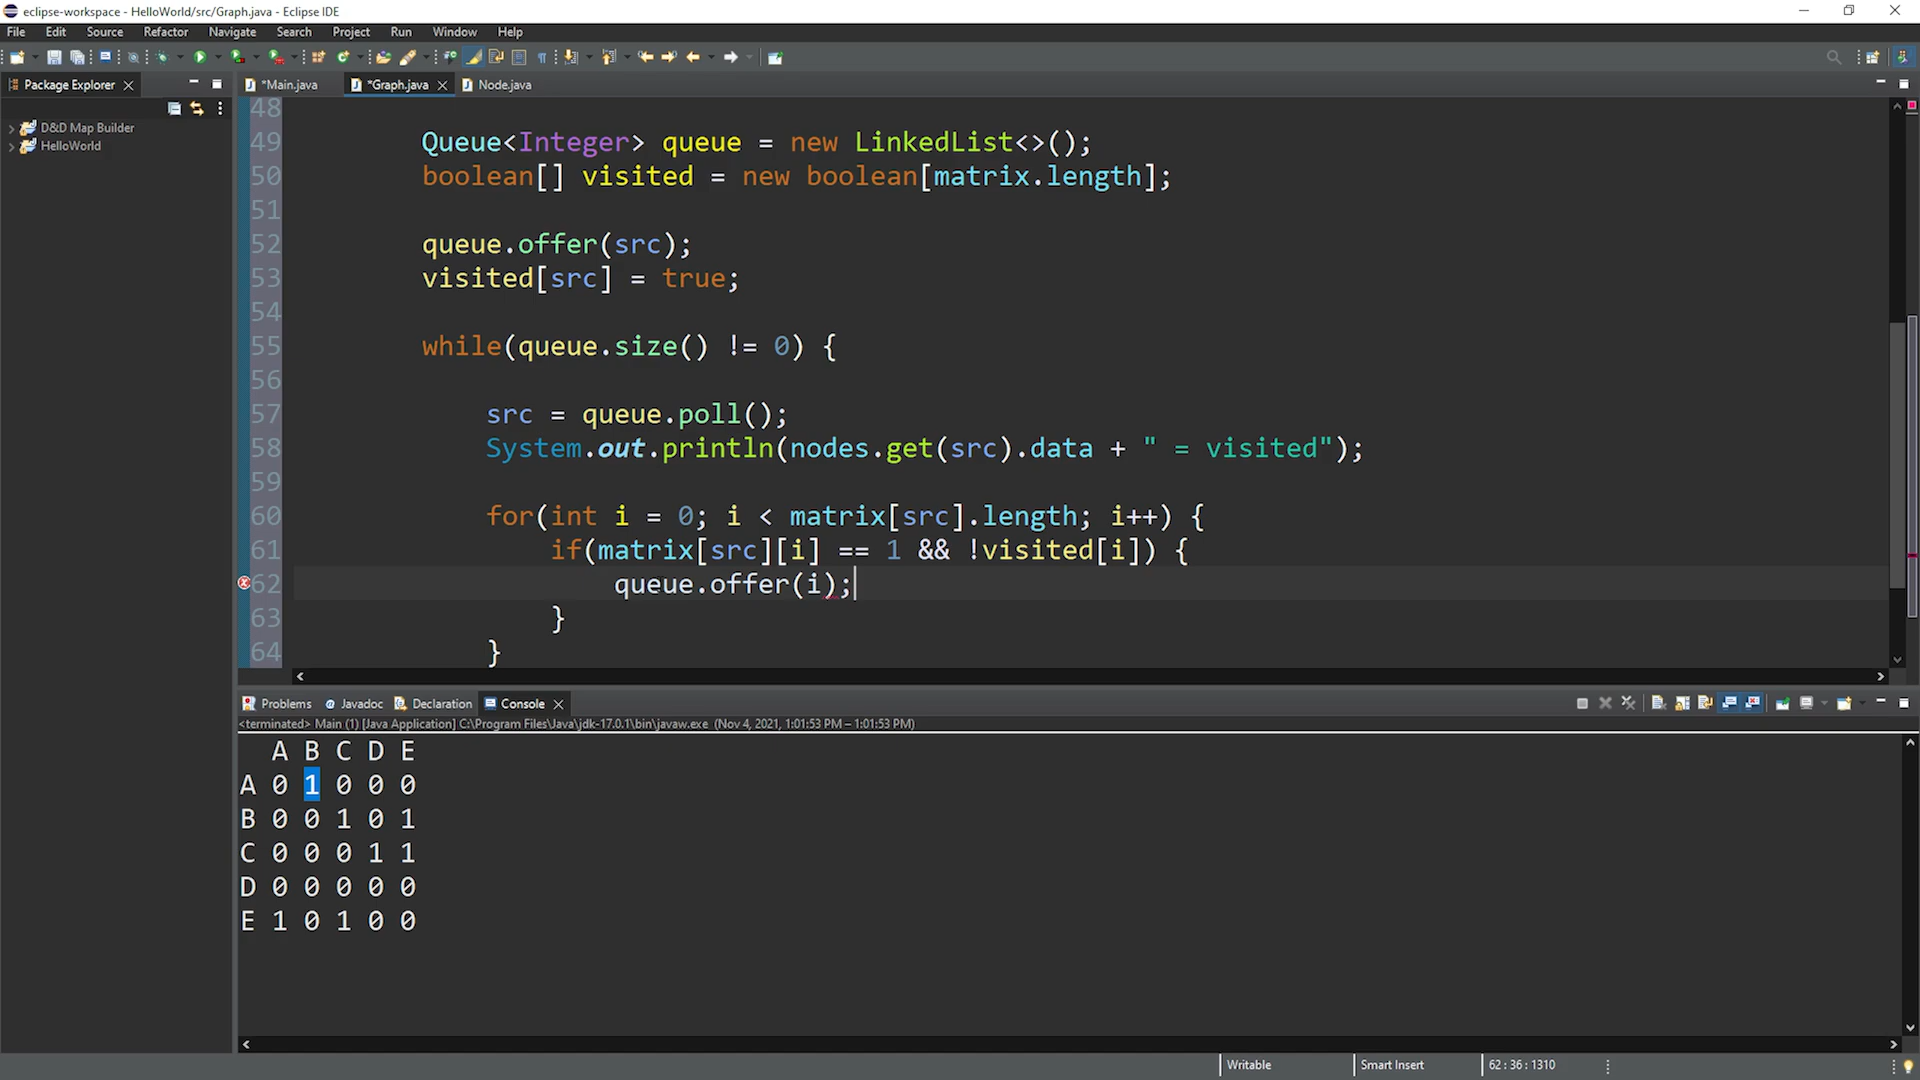 eclipse-workspace - HelloWorld/src/Graph.java - Eclipse IDE
File Edit Source Refactor Navigate Search Project Run Window Help
Package Explorer
*Main.java *Graph.java Node.java
D&D Map Builder
HelloWorld
48
49 Queue<Integer> queue = new LinkedList<>();
50 boolean[] visited = new boolean[matrix.length];
51
52 queue.offer(src);
53 visited[src] = true;
54
55 while(queue.size() != 0) {
56
57 src = queue.poll();
58 System.out.println(nodes.get(src).data + " = visited");
59
60 for(int i = 0; i < matrix[src].length; i++) {
61 if(matrix[src][i] == 1 && !visited[i]) {
62 queue.offer(i);
63 }
64 }
Problems Javadoc Declaration Console
<terminated> Main (1) [Java Application] C:\Program Files\Java\jdk-17.0.1\bin\javaw.exe (Nov 4, 2021, 1:01:53 PM – 1:01:53 PM)
A B C D E
A 0 1 0 0 0
B 0 0 1 0 1
C 0 0 0 1 1
D 0 0 0 0 0
E 1 0 1 0 0
Writable Smart Insert 62 : 36 : 1310